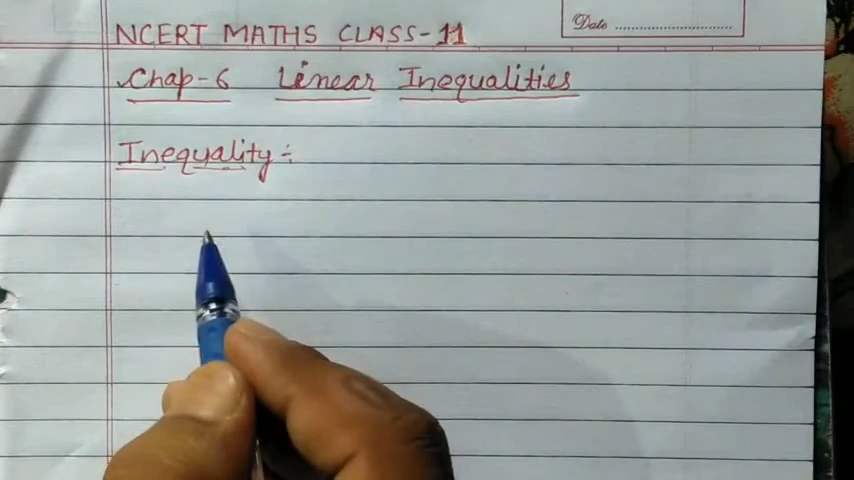 Date ..............................
NCERT MATHS CLASS-11
Chap-6 Linear Inequalities
Inequality ÷